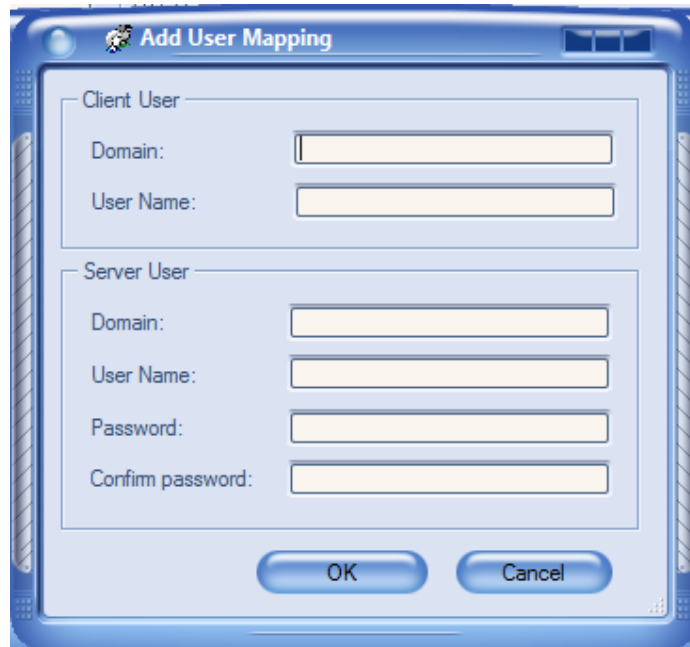 Add User Mapping
Client User
Domain:
User Name:
Server User
Domain:
User Name:
Password:
Confirm password:
OK Cancel